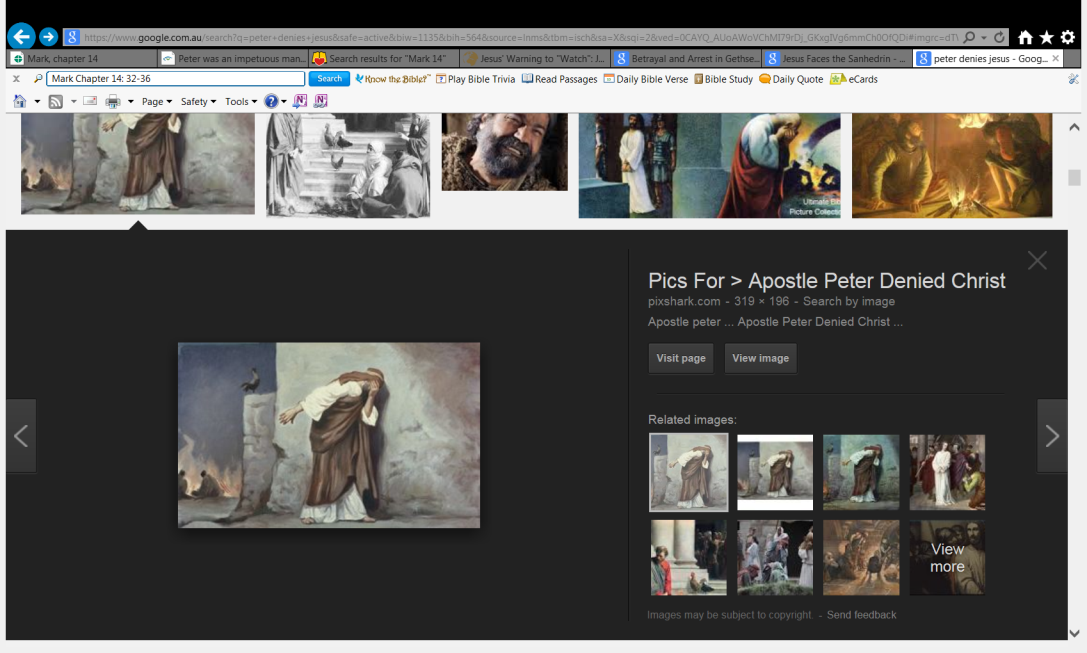 https://www.google.com.au/search?q=peter+denies+jesus&safe=active&biw=1135&bih=564&source=lnms&tbm=isch&sa=X&sqi=2&ved=
Mark, chapter 14
Peter was an impetuous man...
Search results for "Mark 14"
Jesus' Warning to "Watch": J...
Betrayal and Arrest in Gethse...
Jesus Faces the Sanhedrin - ...
peter denies jesus - Goog...
x Mark Chapter 14: 32-36 Search Know the Bible? Play Bible Trivia Read Passages Daily Bible Verse Bible Study Daily Quote eCards
Page Safety Tools
Ultimate Bib
Picture Collectio
Pics For > Apostle Peter Denied Christ
pixshark.com - 319 × 196 - Search by image
Apostle peter ... Apostle Peter Denied Christ ...
Visit page View image
Related images:
View
more
Images may be subject to copyright. - Send feedback